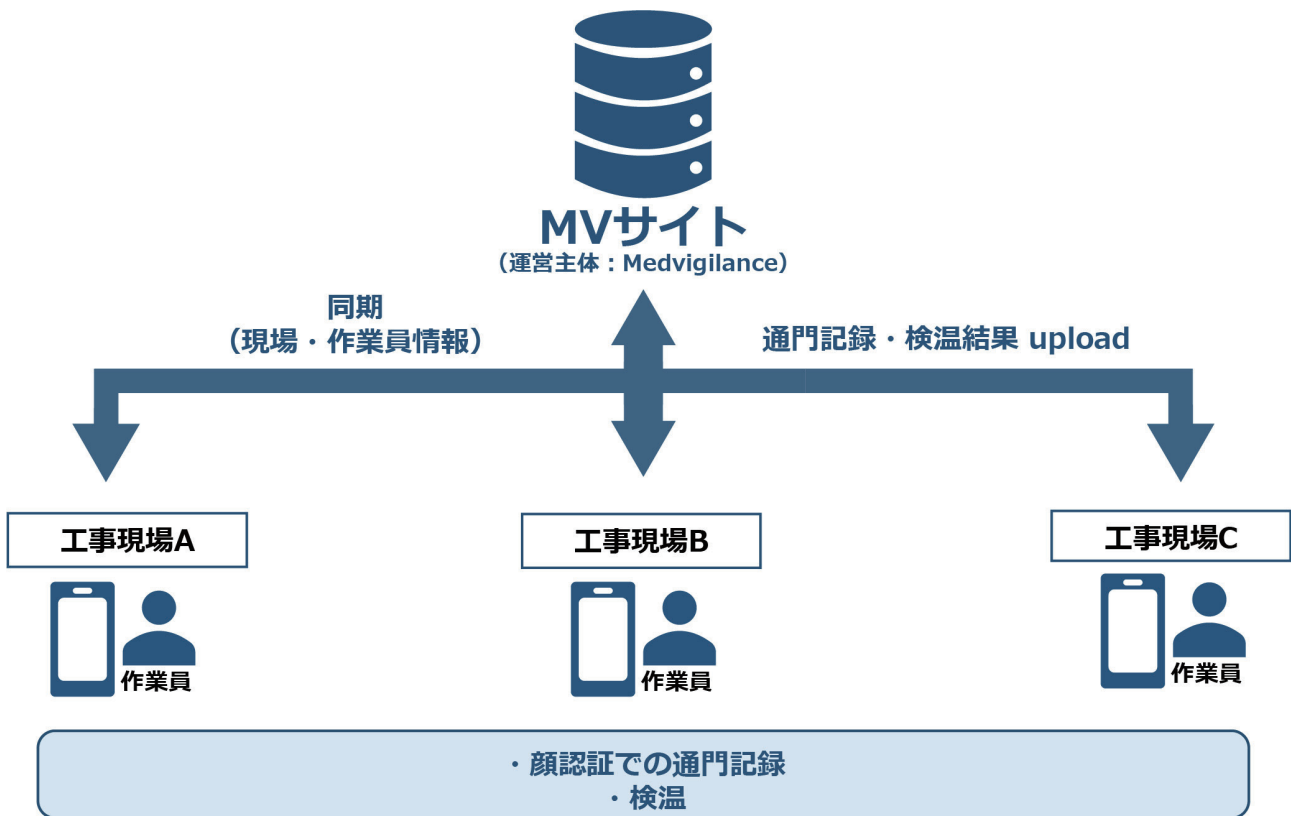 MVサイト
（運営主体：Medvigilance）
同期
（現場・作業員情報）
通門記録・検温結果 upload
工事現場A
工事現場B
工事現場C
作業員
作業員
作業員
・顔認証での通門記録
・検温